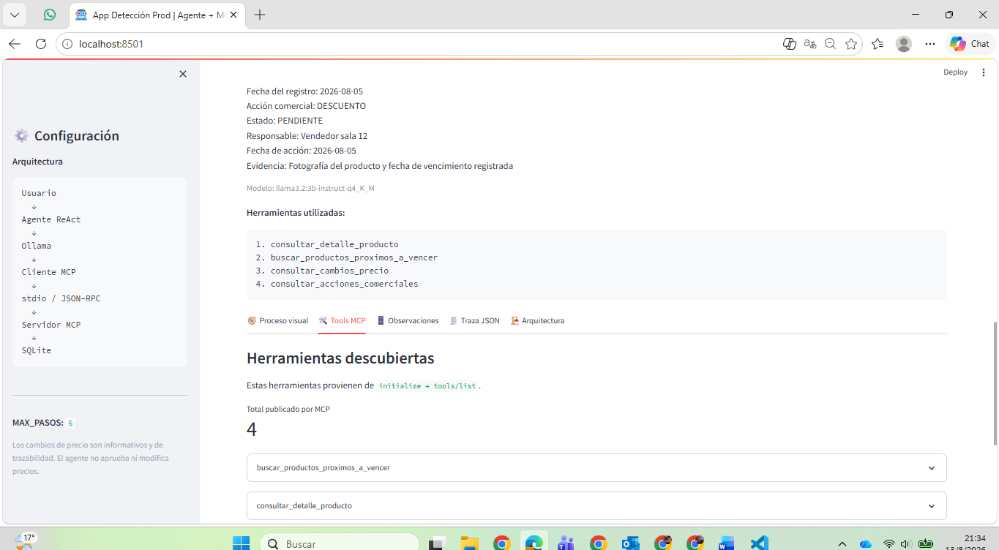 App Detección Prod | Agente + M
localhost:8501
Chat
Deploy
Configuración
Arquitectura
Usuario
↓
Agente ReAct
↓
Ollama
↓
Cliente MCP
↓
stdio / JSON-RPC
↓
Servidor MCP
↓
SQLite
MAX_PASOS: 6
Los cambios de precio son informativos y de
trazabilidad. El agente no aprueba ni modifica
precios.
Fecha del registro: 2026-08-05
Acción comercial: DESCUENTO
Estado: PENDIENTE
Responsable: Vendedor sala 12
Fecha de acción: 2026-08-05
Evidencia: Fotografía del producto y fecha de vencimiento registrada
Modelo: llama3.2:3b-instruct-q4_K_M
Herramientas utilizadas:
1. consultar_detalle_producto
2. buscar_productos_proximos_a_vencer
3. consultar_cambios_precio
4. consultar_acciones_comerciales
Proceso visual Tools MCP Observaciones Traza JSON Arquitectura
Herramientas descubiertas
Estas herramientas provienen de initialize → tools/list.
Total publicado por MCP
4
buscar_productos_proximos_a_vencer
consultar_detalle_producto
17°
Buscar
21:34
13/8/2026